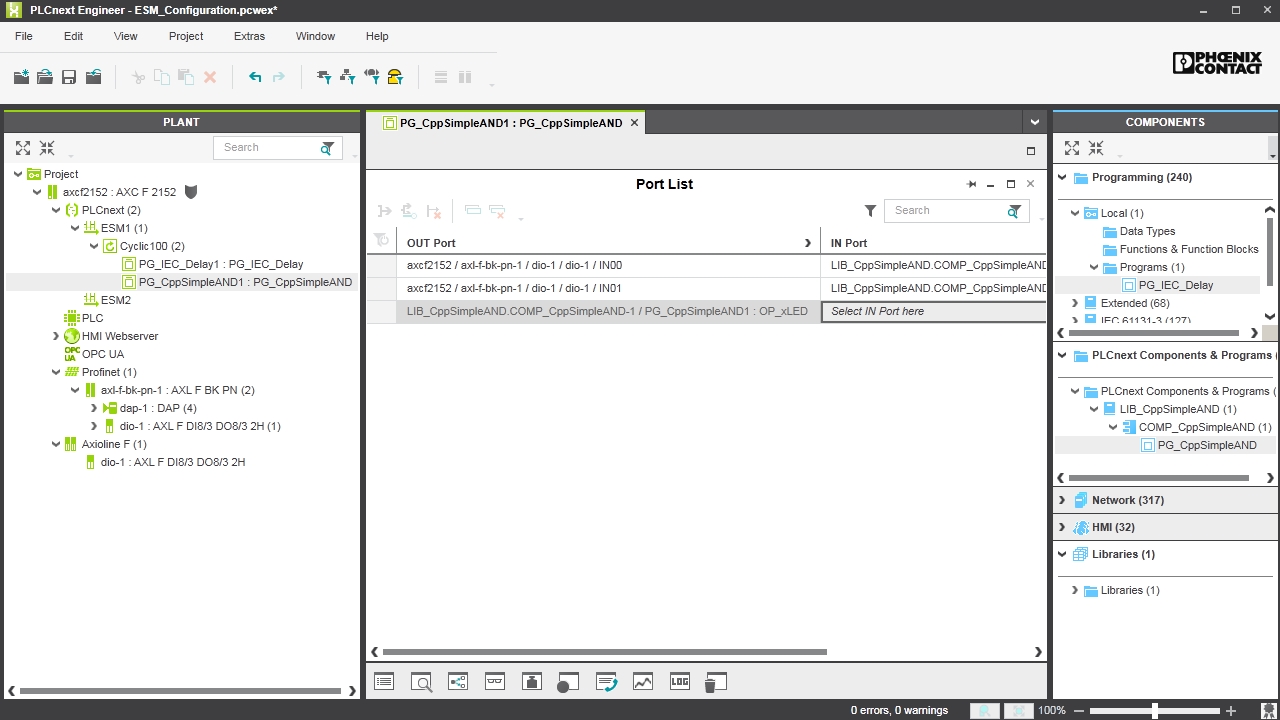 PLCnext Engineer - ESM_Configuration.pcwex*
File Edit View Project Extras Window Help
PHŒNIX CONTACT
PLANT
Search
Project
axcf2152 : AXC F 2152
PLCnext (2)
ESM1 (1)
Cyclic100 (2)
PG_IEC_Delay1 : PG_IEC_Delay
PG_CppSimpleAND1 : PG_CppSimpleAND
ESM2
PLC
HMI Webserver
OPC UA OPC UA
Profinet (1)
axl-f-bk-pn-1 : AXL F BK PN (2)
dap-1 : DAP (4)
dio-1 : AXL F DI8/3 DO8/3 2H (1)
Axioline F (1)
dio-1 : AXL F DI8/3 DO8/3 2H
PG_CppSimpleAND1 : PG_CppSimpleAND
Port List
Search
OUT Port IN Port
axcf2152 / axl-f-bk-pn-1 / dio-1 / dio-1 / IN00 LIB_CppSimpleAND.COMP_CppSimpleAND
axcf2152 / axl-f-bk-pn-1 / dio-1 / dio-1 / IN01 LIB_CppSimpleAND.COMP_CppSimpleAND
LIB_CppSimpleAND.COMP_CppSimpleAND-1 / PG_CppSimpleAND1 : OP_xLED Select IN Port here
LOG
COMPONENTS
Programming (240)
Local (1)
Data Types
Functions & Function Blocks
Programs (1)
PG_IEC_Delay
Extended (68)
IEC 61131-3 (127)
PLCnext Components & Programs (
PLCnext Components & Programs (
LIB_CppSimpleAND (1)
COMP_CppSimpleAND (1)
PG_CppSimpleAND
Network (317)
HMI (32)
Libraries (1)
Libraries (1)
0 errors, 0 warnings 100%